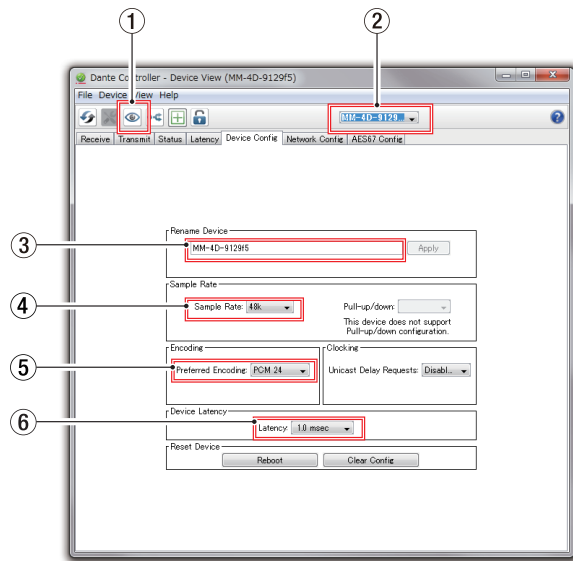 ① ②
Dante Controller - Device View (MM-4D-9129f5)
File Device View Help
MM-4D-9129...
Receive Transmit Status Latency Device Config Network Config AES67 Config
Rename Device
③ MM-4D-9129f5 Apply
Sample Rate
④ Sample Rate: 48k Pull-up/down:
This device does not support
Pull-up/down configuration.
Encoding Clocking
⑤ Preferred Encoding: PCM 24 Unicast Delay Requests: Disabl...
Device Latency
⑥ Latency: 1.0 msec
Reset Device
Reboot Clear Config